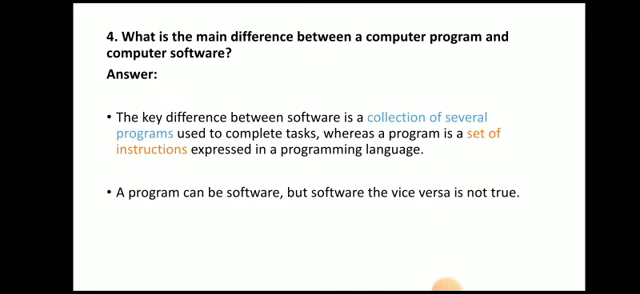 4. What is the main difference between a computer program and
computer software?
Answer:
• The key difference between software is a collection of several
programs used to complete tasks, whereas a program is a set of
instructions expressed in a programming language.
• A program can be software, but software the vice versa is not true.